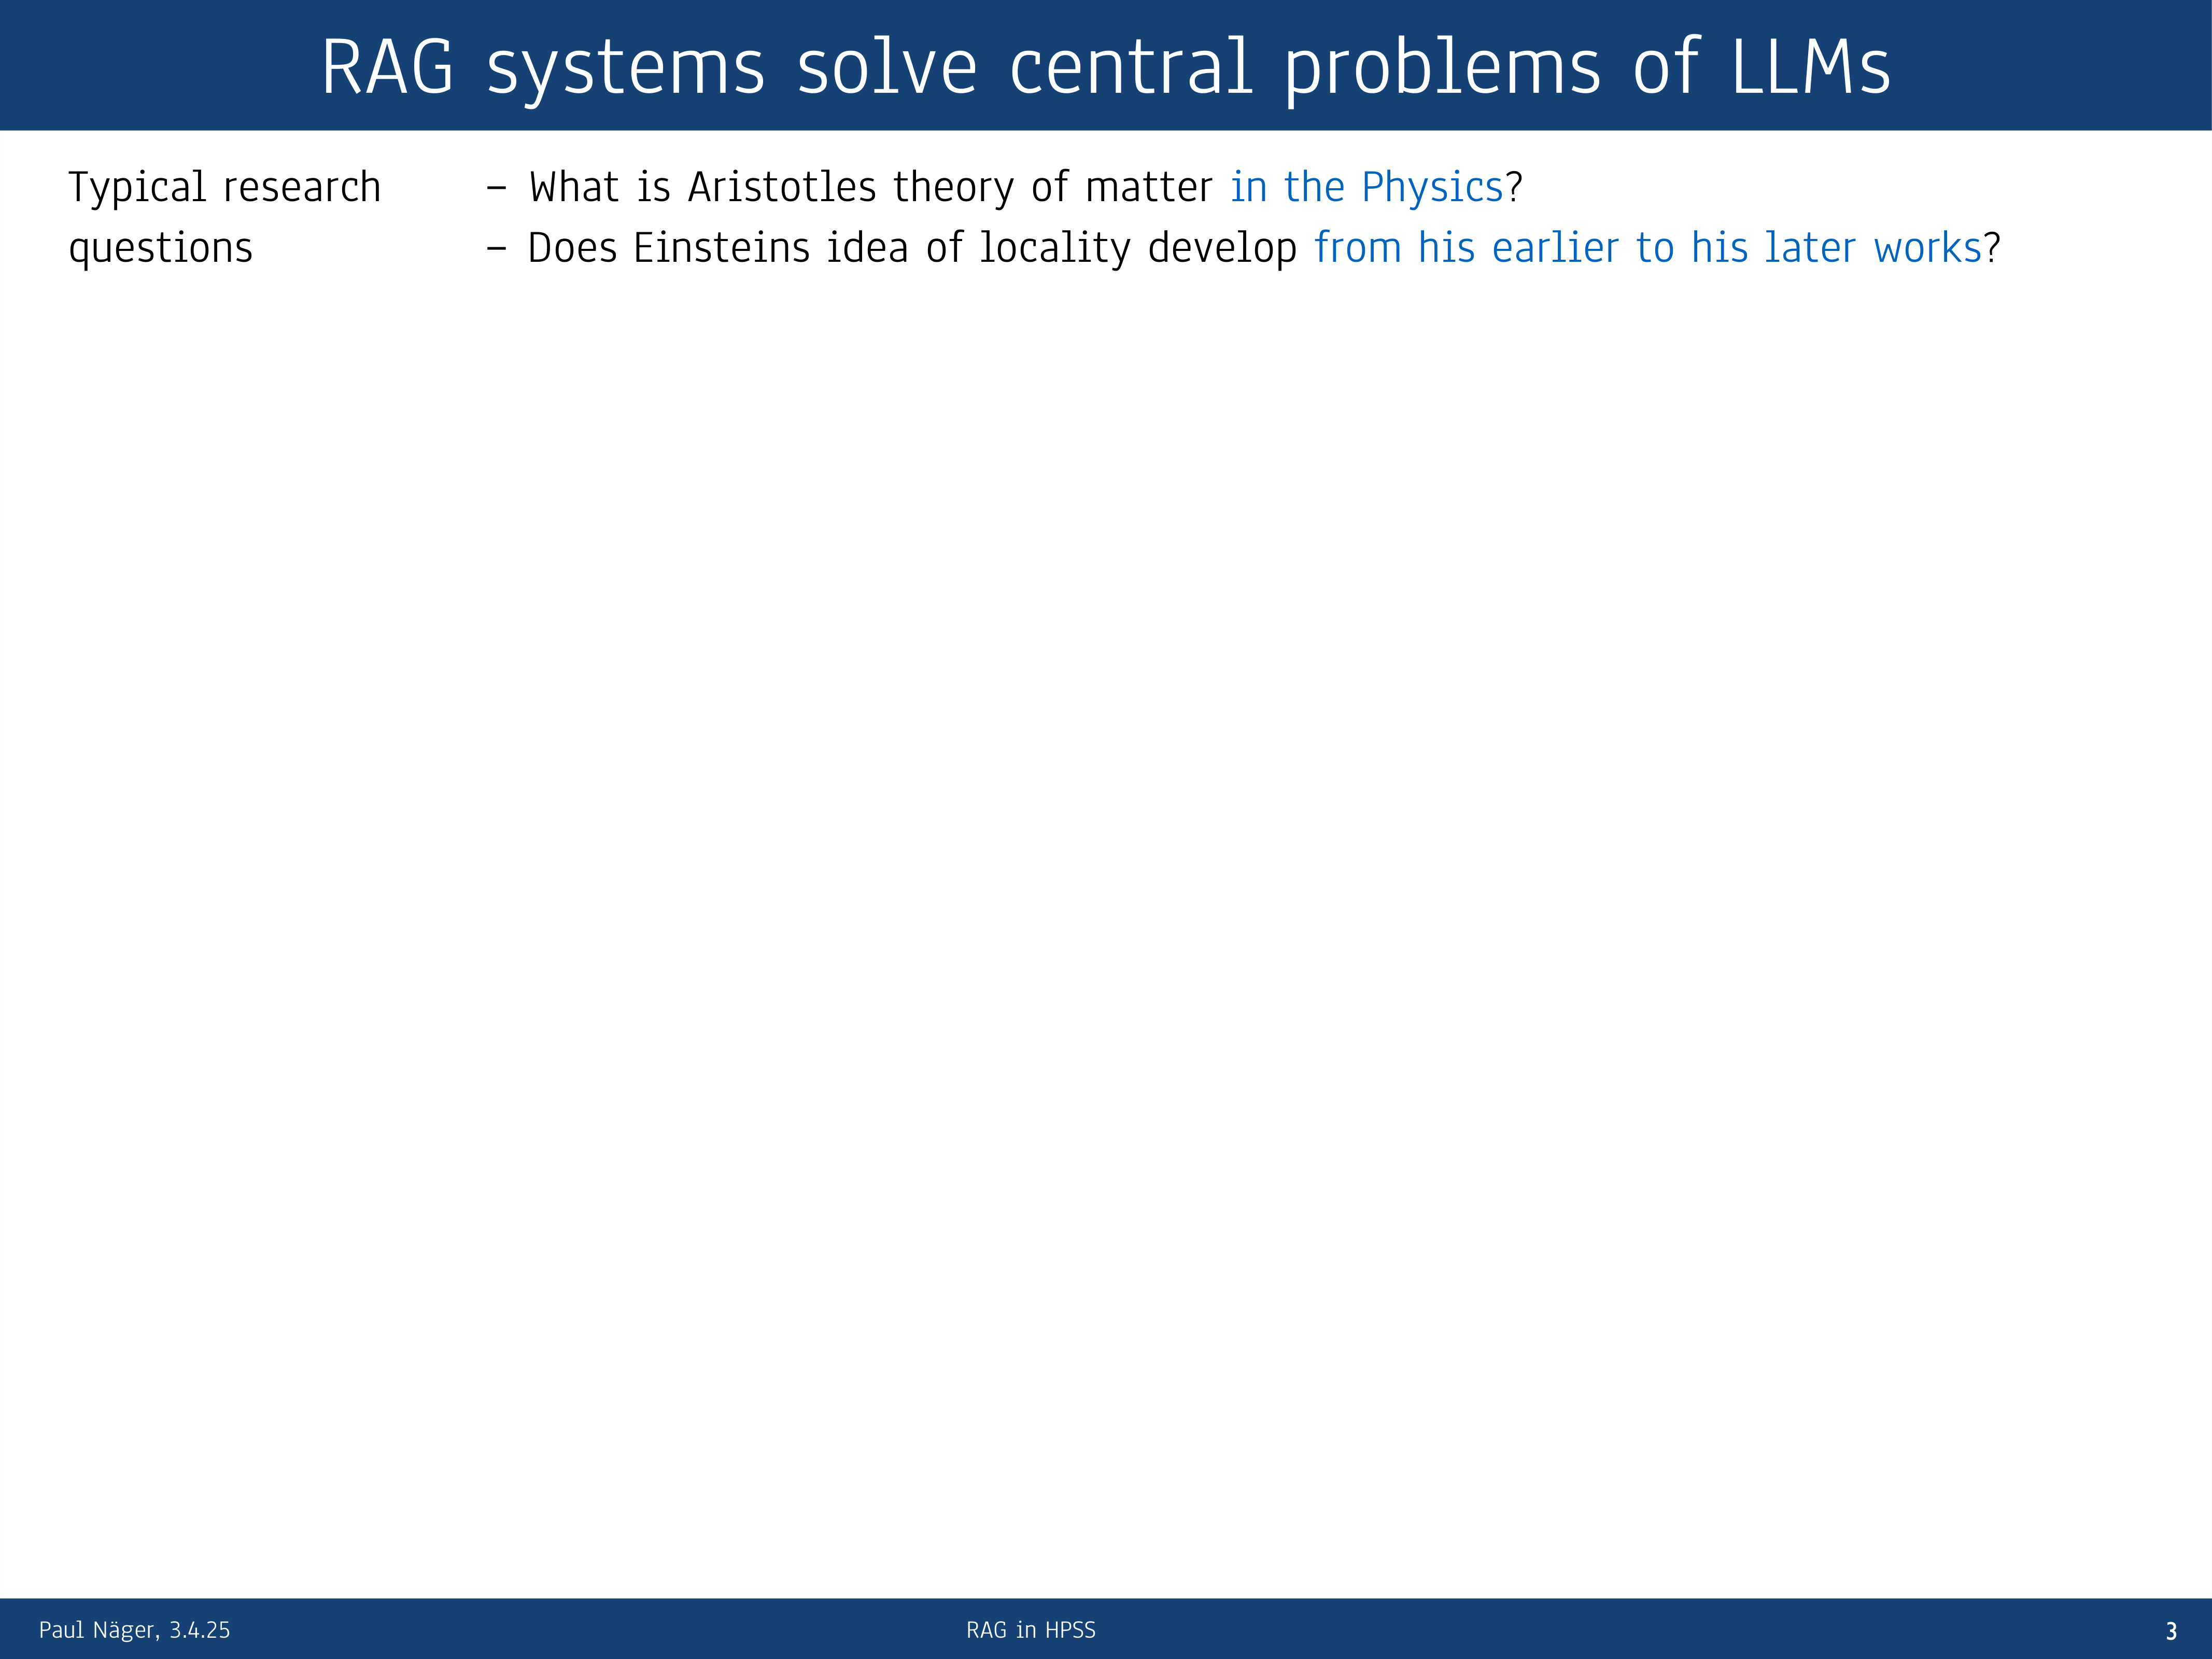 RAG systems solve central problems of LLMs
Typical research – What is Aristotles theory of matter in the Physics?
questions – Does Einsteins idea of locality develop from his earlier to his later works?
Paul Näger, 3.4.25 RAG in HPSS 3